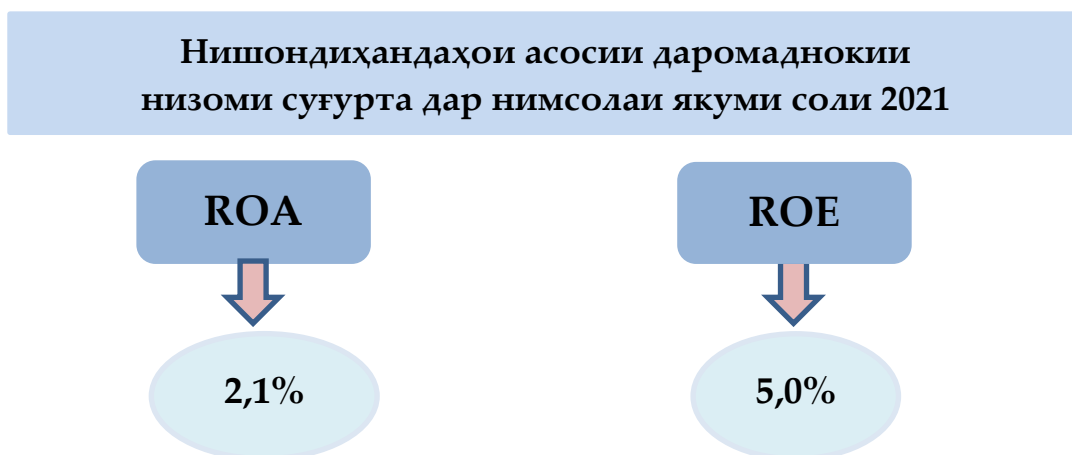 Нишондиҳандаҳои асосии даромаднокии
низоми суғурта дар нимсолаи якуми соли 2021
ROA
ROE
2,1%
5,0%